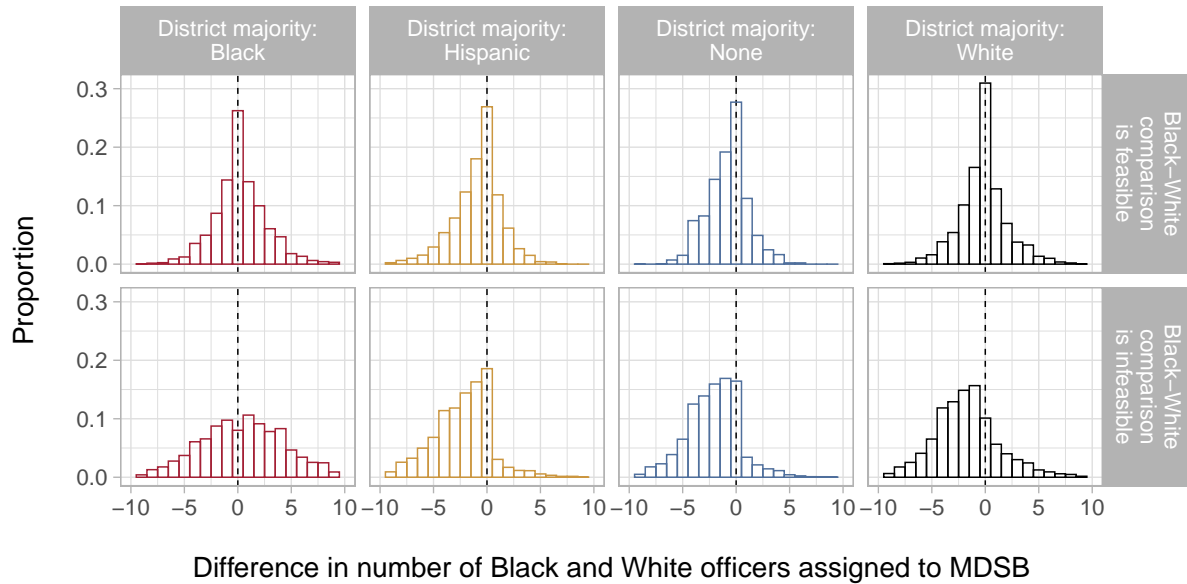 District majority:
Black
District majority:
Hispanic
District majority:
None
District majority:
White
Proportion
0.3
0.2
0.1
0.0
Black−White
comparison
is feasible
0.3
0.2
0.1
0.0
Black−White
comparison
is infeasible
−10 −5 0 5 10
−10 −5 0 5 10
−10 −5 0 5 10
−10 −5 0 5 10
Difference in number of Black and White officers assigned to MDSB